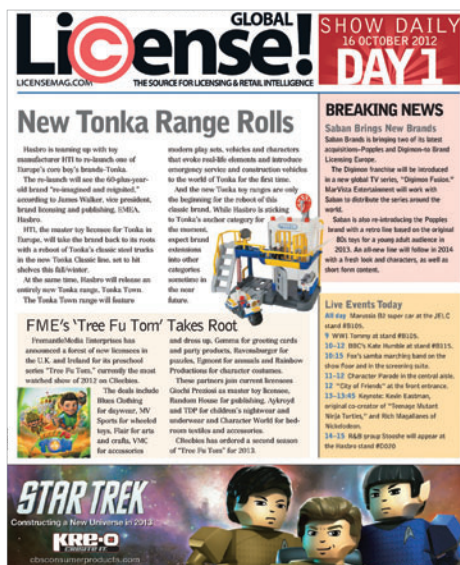 GLOBAL
License!
LICENSEMAG.COM
THE SOURCE FOR LICENSING & RETAIL INTELLIGENCE
SHOW DAILY
16 OCTOBER 2012
DAY 1
New Tonka Range Rolls
Hasbro is teaming up with toy
manufacturer HTI to re-launch one of
Europe's core boy's brands–Tonka.
The re-launch will see the 60-plus-year-
old brand "re-imagined and reignited,"
according to James Walker, vice president,
brand licensing and publishing, EMEA,
Hasbro.
HTI, the master toy licensee for Tonka in
Europe, will take the brand back to its roots
with a reboot of Tonka's classic steel trucks
in the new Tonka Classic line, set to hit
shelves this fall/winter.
At the same time, Hasbro will release an
entirely new Tonka range, Tonka Town.
The Tonka Town range will feature
modern play sets, vehicles and characters
that evoke real-life elements and introduce
emergency service and construction vehicles
to the world of Tonka for the first time.
And the new Tonka toy ranges are only
the beginning for the reboot of this
classic brand. While Hasbro is sticking
to Tonka's anchor category for
the moment,
expect brand
extensions
into other
categories
sometime in
the near
future.
FME's 'Tree Fu Tom' Takes Root
FremantleMedia Enterprises has
announced a forest of new licensees in
the U.K. and Ireland for its preschool
series "Tree Fu Tom," currently the most
watched show of 2012 on CBeebies.
The deals include
Blues Clothing
for daywear, MV
Sports for wheeled
toys, Flair for arts
and crafts, VMC
for accessories
and dress up, Gemma for greeting cards
and party products, Ravensburger for
puzzles, Egmont for annuals and Rainbow
Productions for character costumes.
These partners join current licensees
Giochi Preziosi as master toy licensee,
Random House for publishing, Aykroyd
and TDP for children's nightwear and
underwear and Character World for bed-
room textiles and accessories.
CBeebies has ordered a second season
of "Tree Fu Tom" for 2013.
BREAKING NEWS
Saban Brings New Brands
Saban Brands is bringing two of its latest
acquisitions–Popples and Digimon–to Brand
Licensing Europe.
The Digimon franchise will be introduced
in a new global TV series, "Digimon Fusion."
MarVista Entertainment will work with
Saban to distribute the series around the
world.
Saban is also re-introducing the Popples
brand with a retro line based on the original
80s toys for a young adult audience in
2013. An all-new line will follow in 2014
with a fresh look and characters, as well as
short form content.
Live Events Today
All day Marussia B2 super car at the JELC
stand #B105.
9 WW1 Tommy at stand #B125.
10–12 BBC's Kate Humble at stand #B115.
10:15 Fox's samba marching band on the
show floor and in the screening suite.
11–12 Character Parade in the central aisle.
12 "City of Friends" at the front entrance.
13–13:45 Keynote: Kevin Eastman,
original co-creator of "Teenage Mutant
Ninja Turtles," and Rich Magallanes of
Nickelodeon.
14–15 R&B group Stooshe will appear at
the Hasbro stand #D020
STAR TREK
Constructing a New Universe in 2013
KRE-O
CREATE IT
cbsconsumerproducts.com